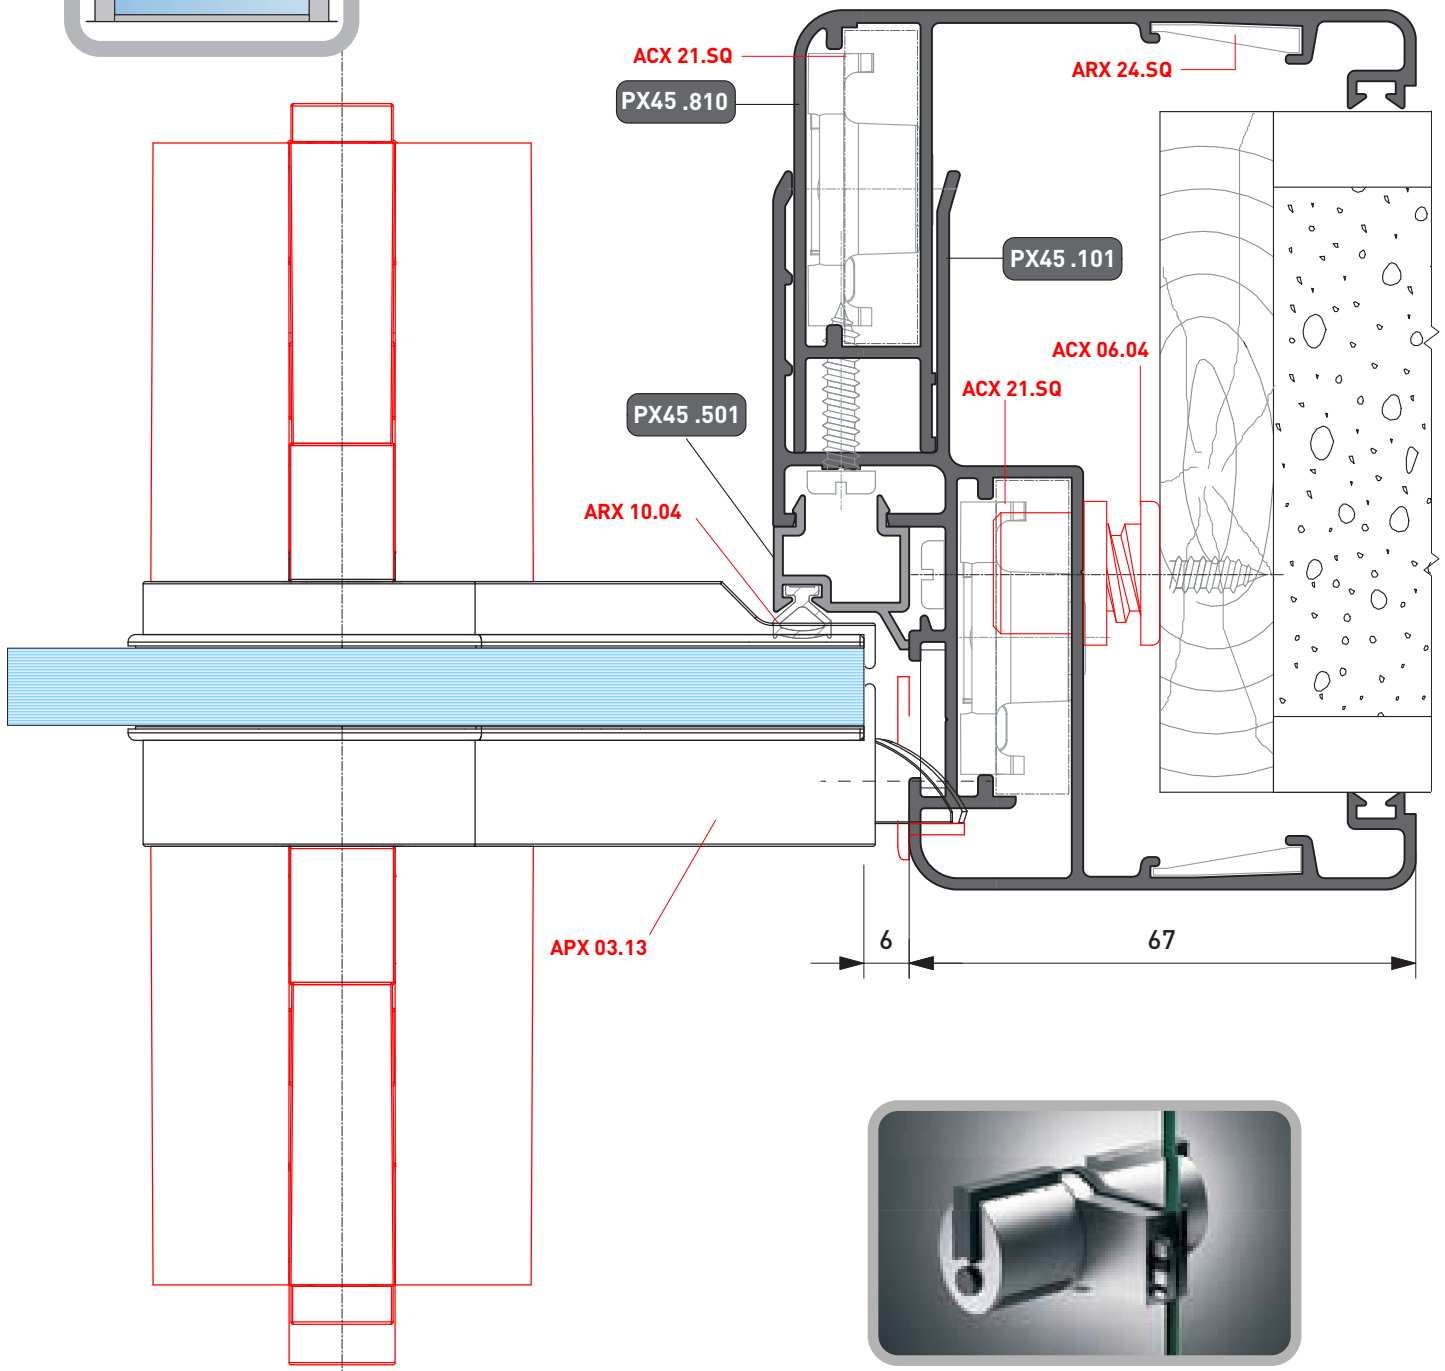 ACX 21.SQ
ARX 24.SQ
PX45 .810
PX45 .101
ACX 06.04
ACX 21.SQ
PX45 .501
ARX 10.04
APX 03.13
6
67